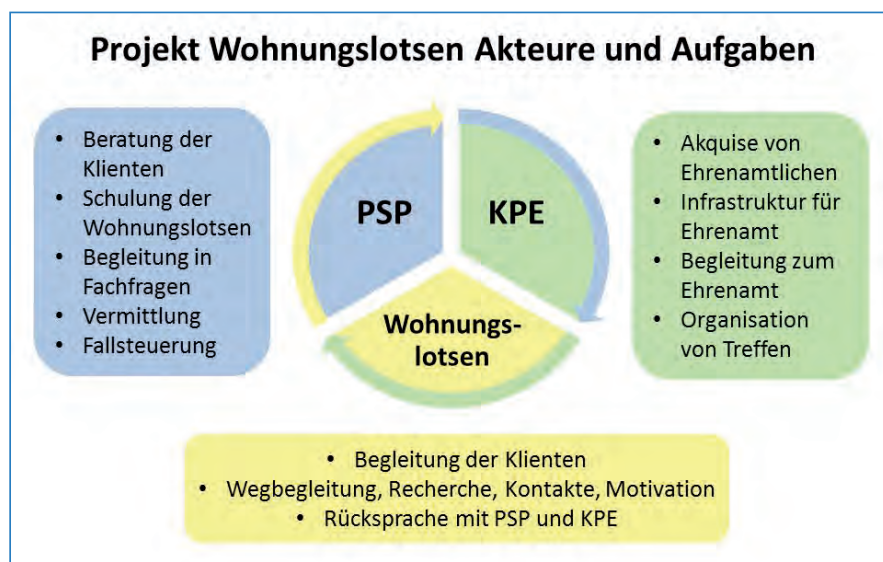 Projekt Wohnungslotsen Akteure und Aufgaben
• Beratung der
Klienten
• Schulung der
Wohnungslotsen
• Begleitung in
Fachfragen
• Vermittlung
• Fallsteuerung
PSP
KPE
Wohnungs-
lotsen
• Akquise von
Ehrenamtlichen
• Infrastruktur für
Ehrenamt
• Begleitung zum
Ehrenamt
• Organisation
von Treffen
• Begleitung der Klienten
• Wegbegleitung, Recherche, Kontakte, Motivation
• Rücksprache mit PSP und KPE